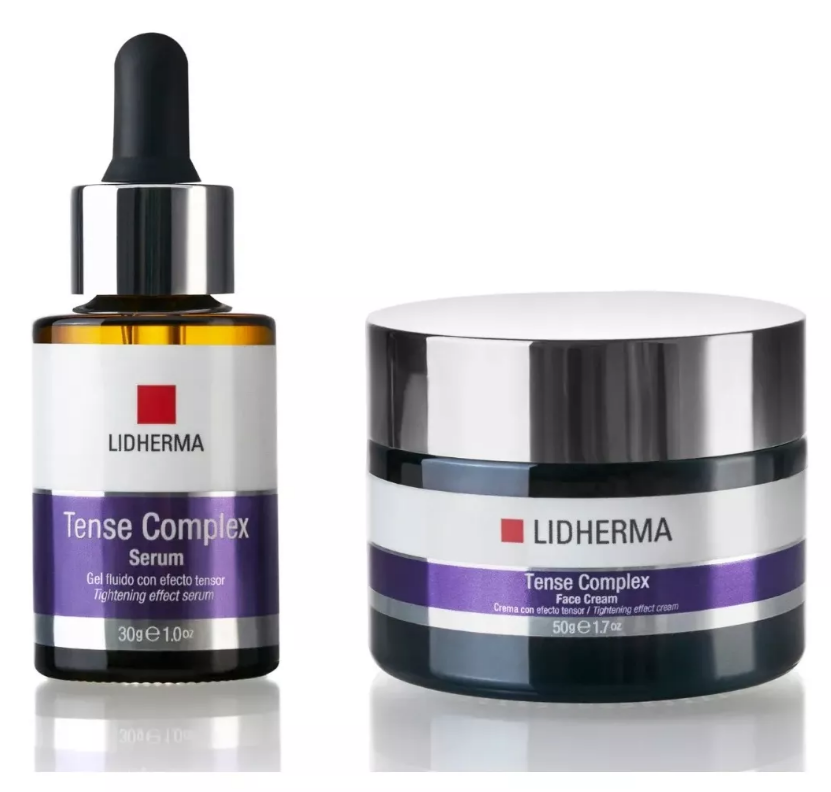 LIDHERMA
Tense Complex
Serum
Gel fluido con efecto tensor
Tightening effect serum
30g℮1.0oz
LIDHERMA
Tense Complex
Face Cream
Crema con efecto tensor / Tightening effect cream
50g℮1.7oz